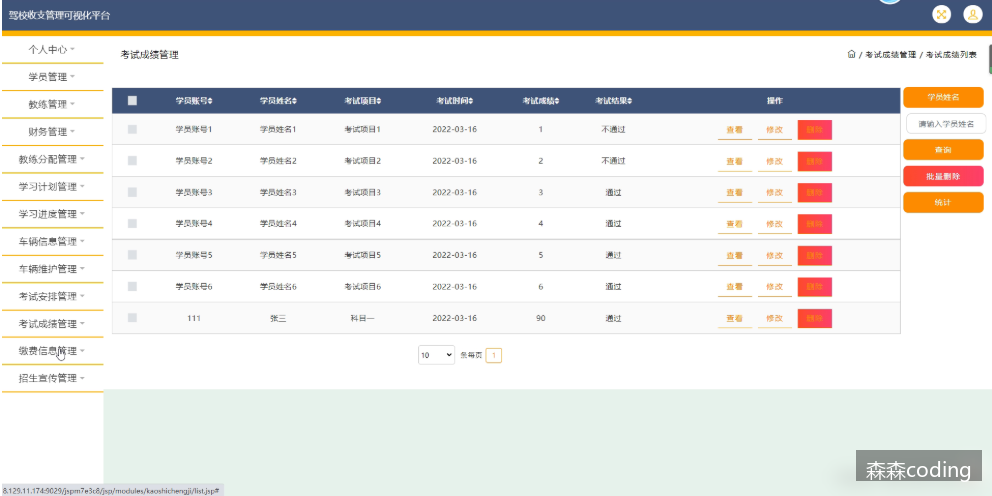 驾校收支管理可视化平台
个人中心
学员管理
教练管理
财务管理
教练分配管理
学习计划管理
学习进度管理
车辆信息管理
车辆维护管理
考试安排管理
考试成绩管理
缴费信息管理
招生宣传管理
考试成绩管理
/ 考试成绩管理 / 考试成绩列表
学员账号 学员姓名 考试项目 考试时间 考试成绩 考试结果 操作
学员账号1 学员姓名1 考试项目1 2022-03-16 1 不通过 查看 修改 删除
学员账号2 学员姓名2 考试项目2 2022-03-16 2 不通过 查看 修改 删除
学员账号3 学员姓名3 考试项目3 2022-03-16 3 通过 查看 修改 删除
学员账号4 学员姓名4 考试项目4 2022-03-16 4 通过 查看 修改 删除
学员账号5 学员姓名5 考试项目5 2022-03-16 5 通过 查看 修改 删除
学员账号6 学员姓名6 考试项目6 2022-03-16 6 通过 查看 修改 删除
111 张三 科目一 2022-03-16 90 通过 查看 修改 删除
10 条每页 1
学员姓名
请输入学员姓名
查询
批量删除
统计
森森coding
8.129.11.174:9029/jspm7e3c8/jsp/modules/kaoshichengji/list.jsp#